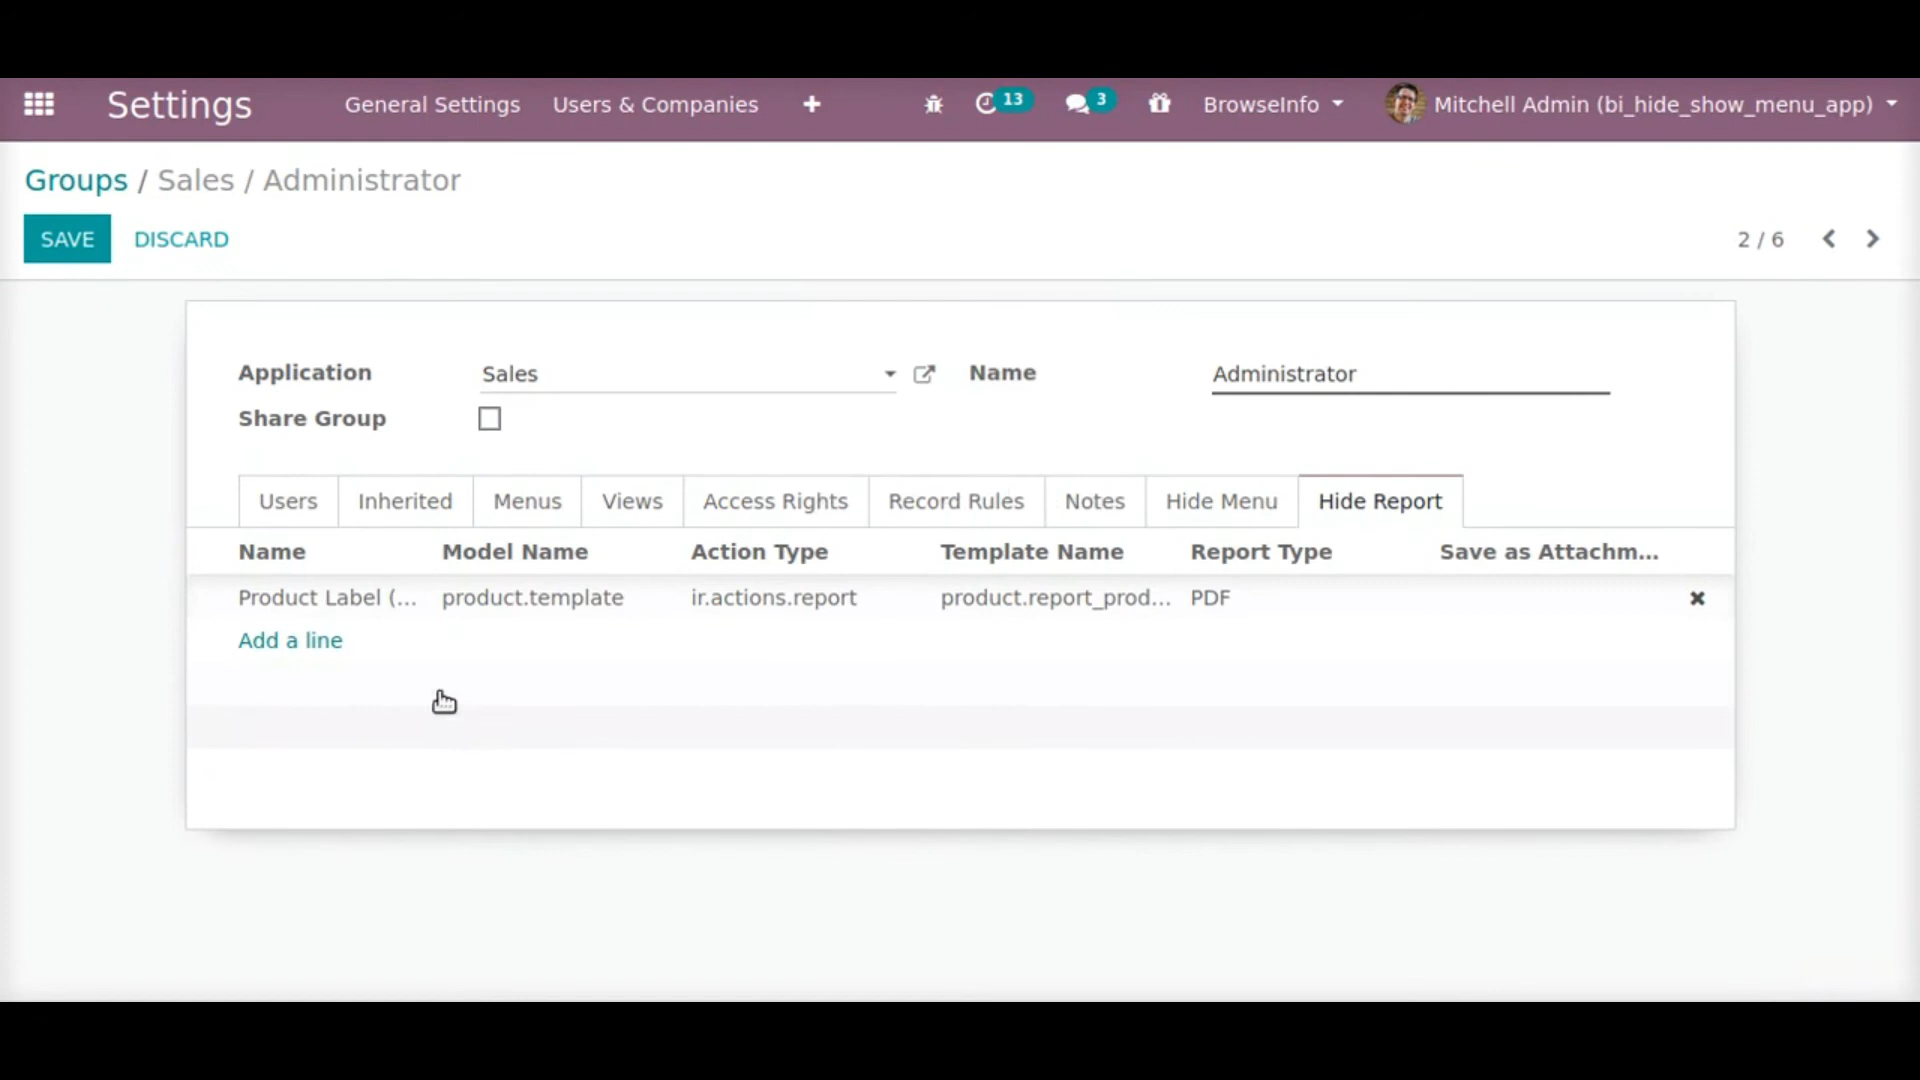 Settings General Settings Users & Companies 13 3 BrowseInfo Mitchell Admin (bi_hide_show_menu_app)
Groups / Sales / Administrator
SAVE DISCARD 2 / 6
Application Sales Name Administrator
Share Group
Users Inherited Menus Views Access Rights Record Rules Notes Hide Menu Hide Report
Name Model Name Action Type Template Name Report Type Save as Attachm...
Product Label (... product.template ir.actions.report product.report_prod... PDF
Add a line